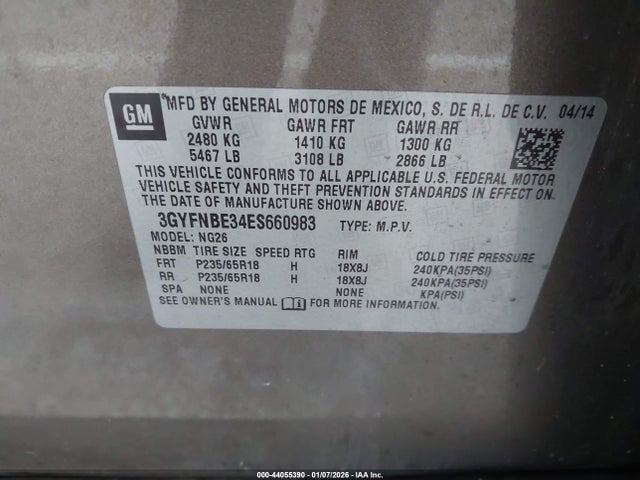 GM
MFD BY GENERAL MOTORS DE MEXICO, S. DE R.L. DE C.V. 04/14
GVWR GAWR FRT GAWR RR
2480 KG 1410 KG 1300 KG
5467 LB 3108 LB 2866 LB
THIS VEHICLE CONFORMS TO ALL APPLICABLE U.S. FEDERAL MOTOR
VEHICLE SAFETY AND THEFT PREVENTION STANDARDS IN EFFECT ON
THE DATE OF MANUFACTURE SHOWN ABOVE.
3GYFNBE34ES660983 TYPE: M.P.V.
MODEL: NG26
NBBM TIRE SIZE SPEED RTG RIM COLD TIRE PRESSURE
FRT P235/65R18 H 18X8J 240KPA(35PSI)
RR P235/65R18 H 18X8J 240KPA(35PSI)
SPA NONE NONE KPA(PSI)
SEE OWNER'S MANUAL FOR MORE INFORMATION.
000-44055390 - 01/07/2026 - IAA Inc.